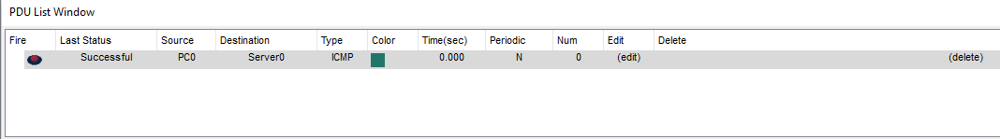 PDU List Window
Fire Last Status Source Destination Type Color Time(sec) Periodic Num Edit Delete
Successful PC0 Server0 ICMP 0.000 N 0 (edit) (delete)